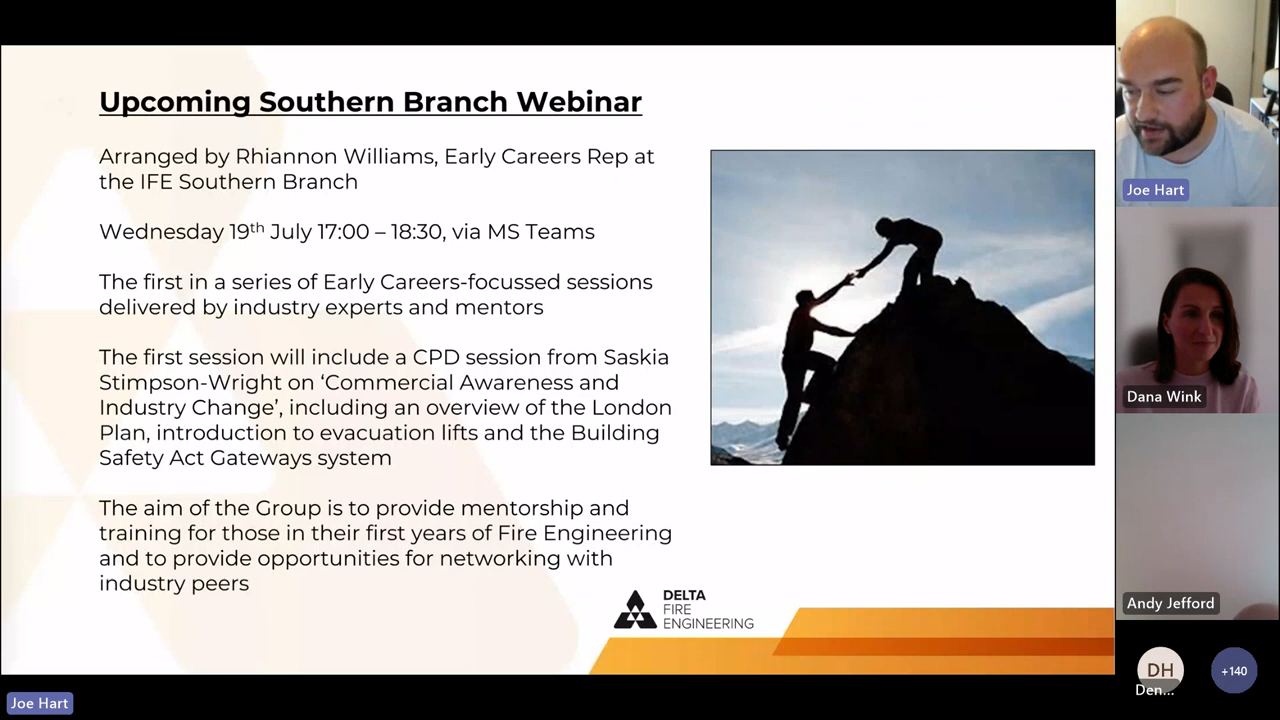 Upcoming Southern Branch Webinar
Arranged by Rhiannon Williams, Early Careers Rep at
the IFE Southern Branch
Wednesday 19th July 17:00 – 18:30, via MS Teams
The first in a series of Early Careers-focussed sessions
delivered by industry experts and mentors
The first session will include a CPD session from Saskia
Stimpson-Wright on ‘Commercial Awareness and
Industry Change’, including an overview of the London
Plan, introduction to evacuation lifts and the Building
Safety Act Gateways system
The aim of the Group is to provide mentorship and
training for those in their first years of Fire Engineering
and to provide opportunities for networking with
industry peers
DELTA
FIRE
ENGINEERING
Joe Hart
Dana Wink
Andy Jefford
DH
Den...
+140
Joe Hart